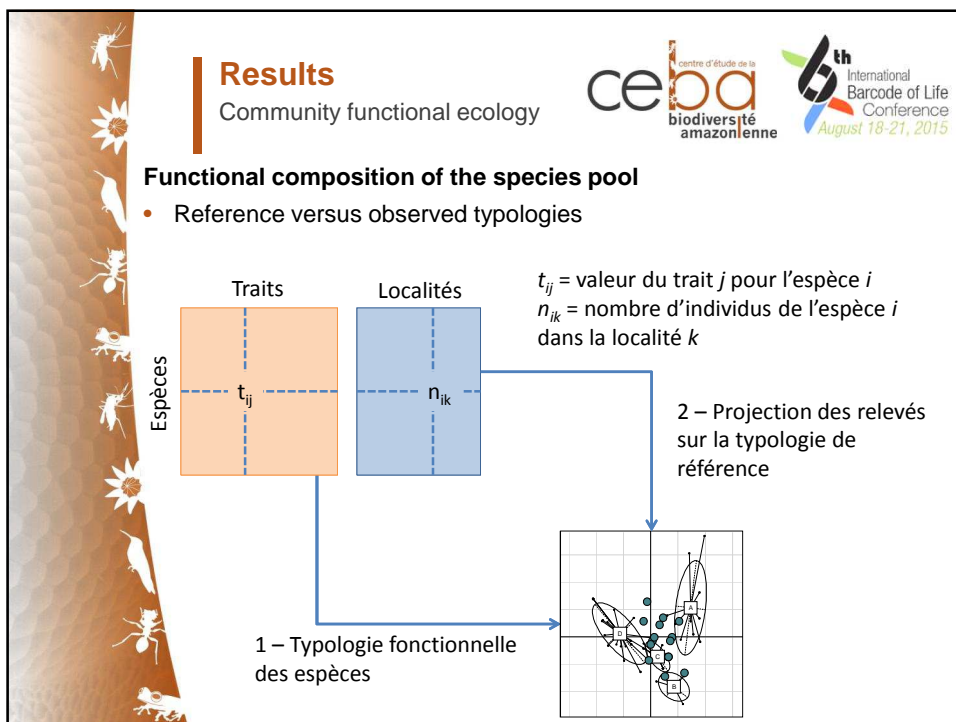 Results
Community functional ecology
centre d'étude de la
ceba
biodiversité
amazonienne
6th
International
Barcode of Life
Conference
August 18-21, 2015
Functional composition of the species pool
• Reference versus observed typologies
Traits
Localités
Espèces
tij
nik
tij = valeur du trait j pour l'espèce i
nik = nombre d'individus de l'espèce i
dans la localité k
2 – Projection des relevés
sur la typologie de
référence
1 – Typologie fonctionnelle
des espèces
A
D
C
B